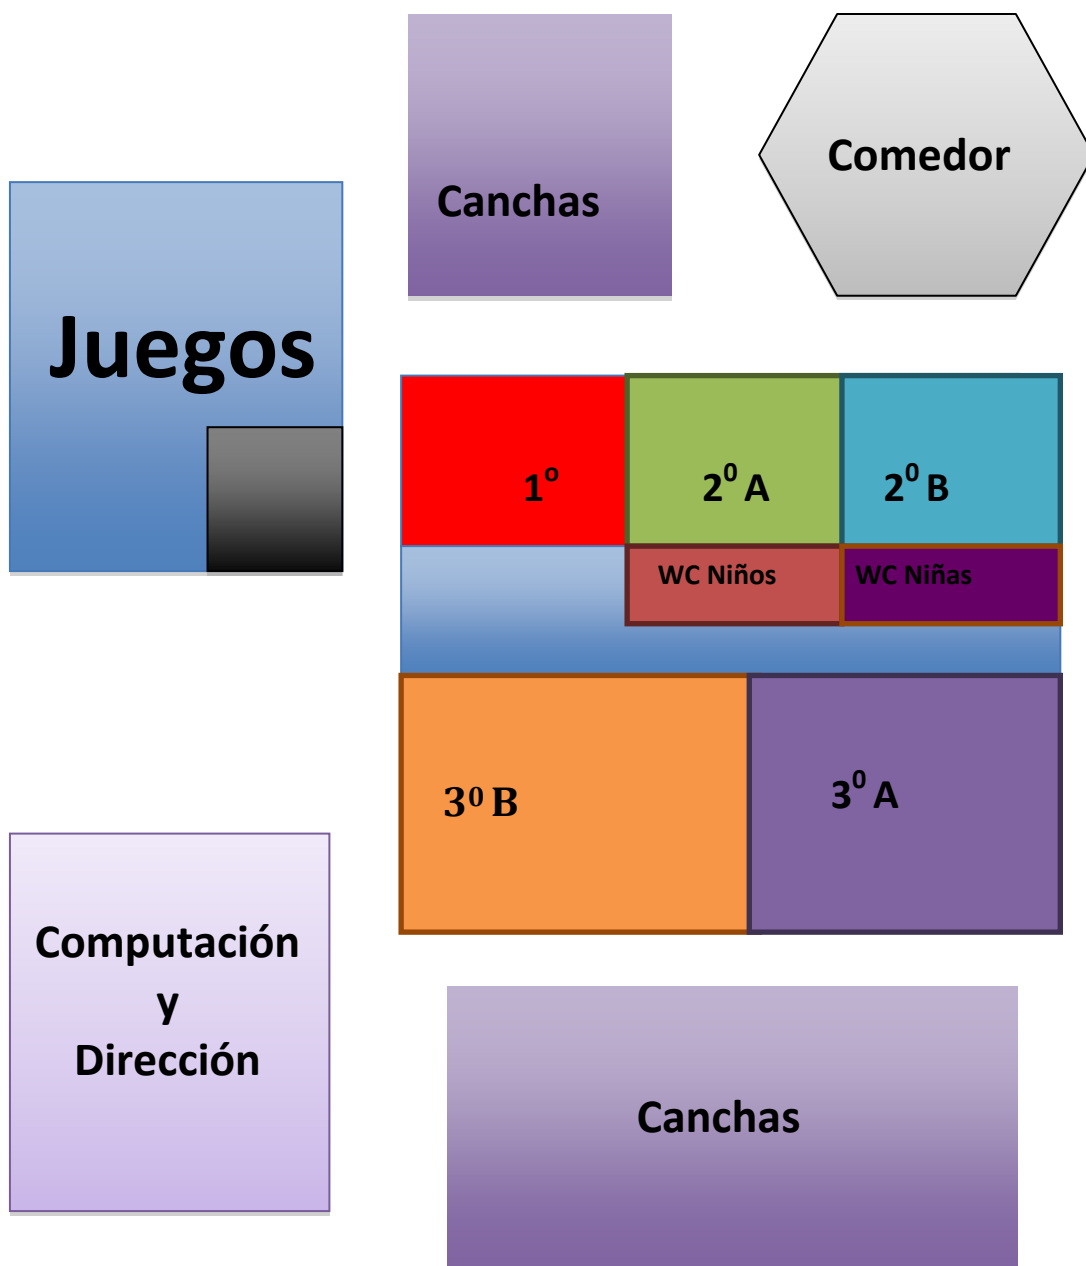 Canchas
Comedor
Juegos
1º
2⁰ A
2⁰ B
WC Niños
WC Niñas
3⁰ B
3⁰ A
Computación
y
Dirección
Canchas